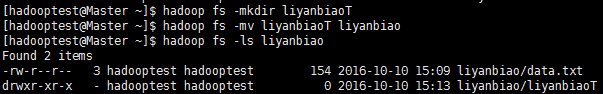 [hadooptest@Master ~]$ hadoop fs -mkdir liyanbiaoT
[hadooptest@Master ~]$ hadoop fs -mv liyanbiaoT liyanbiao
[hadooptest@Master ~]$ hadoop fs -ls liyanbiao
Found 2 items
-rw-r--r--   3 hadooptest hadooptest        154 2016-10-10 15:09 liyanbiao/data.txt
drwxr-xr-x   - hadooptest hadooptest          0 2016-10-10 15:13 liyanbiao/liyanbiaoT